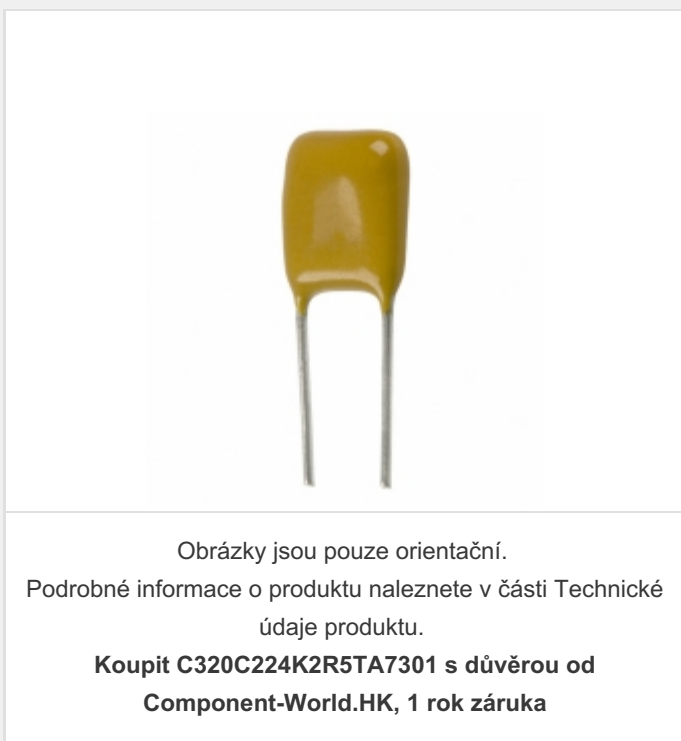 Obrázky jsou pouze orientační.
Podrobné informace o produktu naleznete v části Technické
údaje produktu.
Koupit C320C224K2R5TA7301 s důvěrou od
Component-World.HK, 1 rok záruka